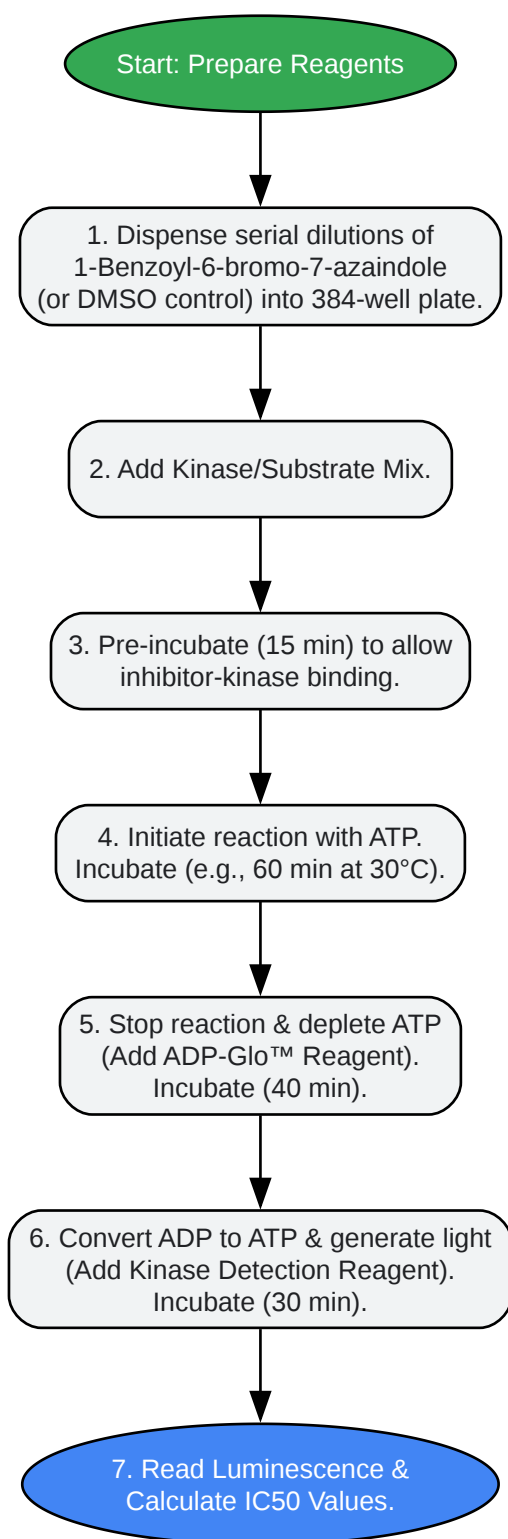 Start: Prepare Reagents
1. Dispense serial dilutions of
1-Benzoyl-6-bromo-7-azaindole
(or DMSO control) into 384-well plate.
2. Add Kinase/Substrate Mix.
3. Pre-incubate (15 min) to allow
inhibitor-kinase binding.
4. Initiate reaction with ATP.
Incubate (e.g., 60 min at 30°C).
5. Stop reaction & deplete ATP
(Add ADP-Glo™ Reagent).
Incubate (40 min).
6. Convert ADP to ATP & generate light
(Add Kinase Detection Reagent).
Incubate (30 min).
7. Read Luminescence &
Calculate IC50 Values.